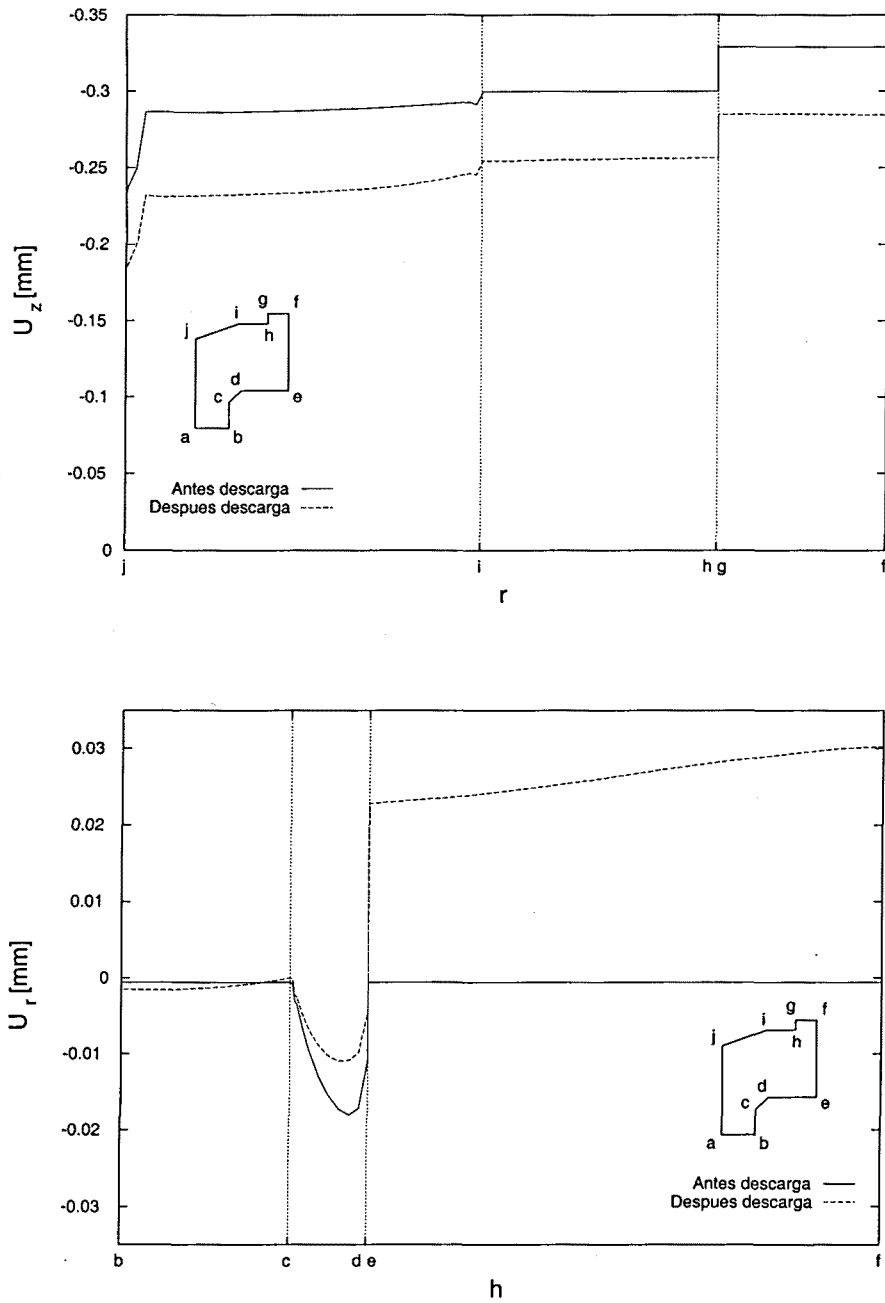 -0.35
-0.3
-0.25
-0.2
-0.15
-0.1
-0.05
0
U z [mm]
g f
i
j
h
d
c
e
a b
Antes descarga
Despues descarga
j i h g f
r
0.03
0.02
0.01
0
-0.01
-0.02
-0.03
U r [mm]
g f
i
j
h
d
c
e
a b
Antes descarga
Despues descarga
b c d e f
h